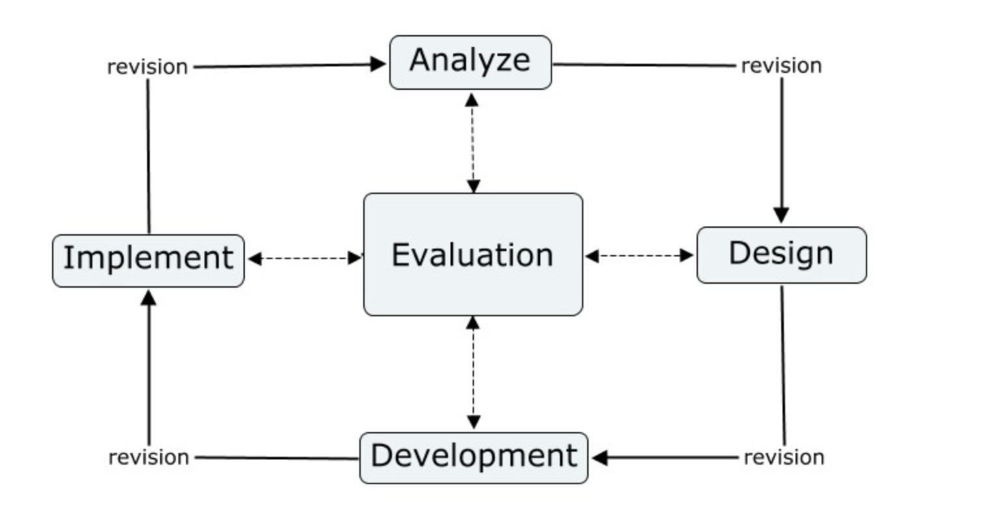 revision
Analyze
revision
Implement
Evaluation
Design
revision
Development
revision